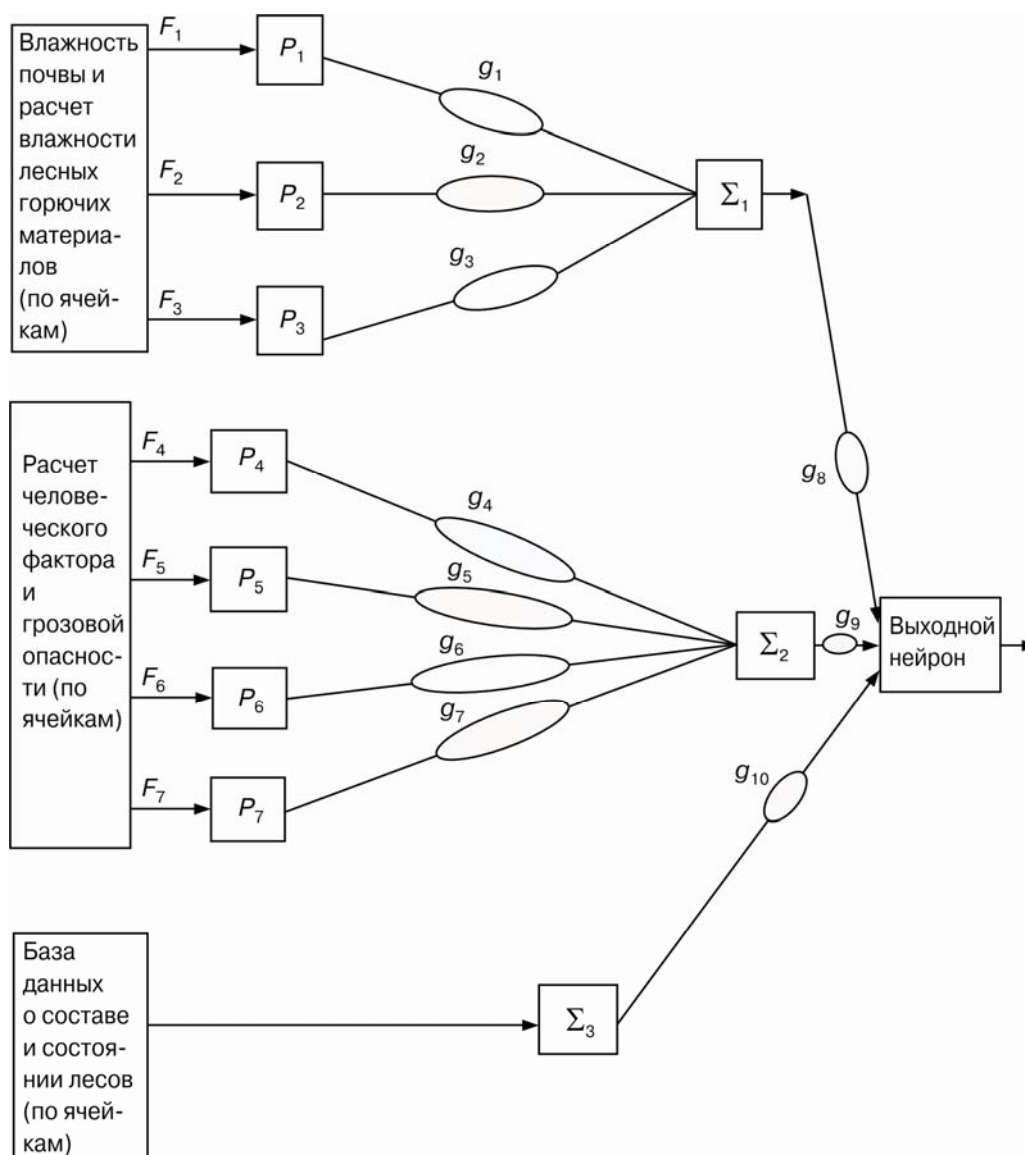 Влажность
почвы и
расчет
влажности
лесных
горючих
материа-
лов
(по ячей-
кам)
F₁
P₁
g₁
F₂
P₂
g₂
F₃
P₃
g₃
Σ₁
g₈
Расчет
челове-
ческого
фактора
и
грозовой
опаснос-
ти (по
ячейкам)
F₄
P₄
g₄
F₅
P₅
g₅
F₆
P₆
g₆
F₇
P₇
g₇
Σ₂
g₉
Выходной
нейрон
g₁₀
База
данных
о составе
и состоя-
нии лесов
(по ячей-
кам)
Σ₃